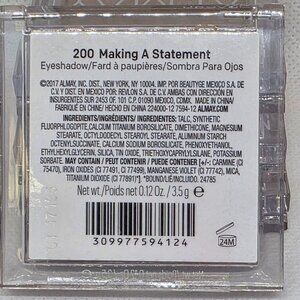 200 Making A Statement
Eyeshadow/Fard à paupières/Sombra Para Ojos
©2017 ALMAY, INC. DIST., NEW YORK, NY 10004. IMP. POR BEAUTYGE MEXICO S.A. DE C.V.
Y DIST. EN MEXICO POR: REVLON S.A. DE C.V. AMBAS CON DIRECCIÓN EN
INSURGENTES SUR 2453 OF. 101 C.P. 01090 MEXICO, CDMX. MADE IN CHINA/
FABRIQUÉ EN CHINE/ HECHO EN CHINA 22400-12 7594-12 ALMAY.COM
INGREDIENTS/INGRÉDIENTS/INGREDIENTES: TALC, SYNTHETIC
FLUORPHLOGOPITE, CALCIUM TITANIUM BOROSILICATE, DIMETHICONE, MAGNESIUM
STEARATE, OCTYLDODECYL STEAROYL STEARATE, ALUMINUM STARCH
OCTENYLSUCCINATE, CALCIUM SODIUM BOROSILICATE, PHENOXYETHANOL,
ETHYLHEXYLGLYCERIN, SILICA, TIN OXIDE, TRIETHOXYCAPRYLYLSILANE, POTASSIUM
SORBATE. MAY CONTAIN / PEUT CONTENIR / PUEDE CONTENER [+/-: CARMINE (CI
75470), IRON OXIDES (CI 77491, CI 77499), MANGANESE VIOLET (CI 77742), MICA,
TITANIUM DIOXIDE (CI 77891)]. 24785
Net wt./Poids net 0.12 Oz. / 3.5 g
309977594124
24M